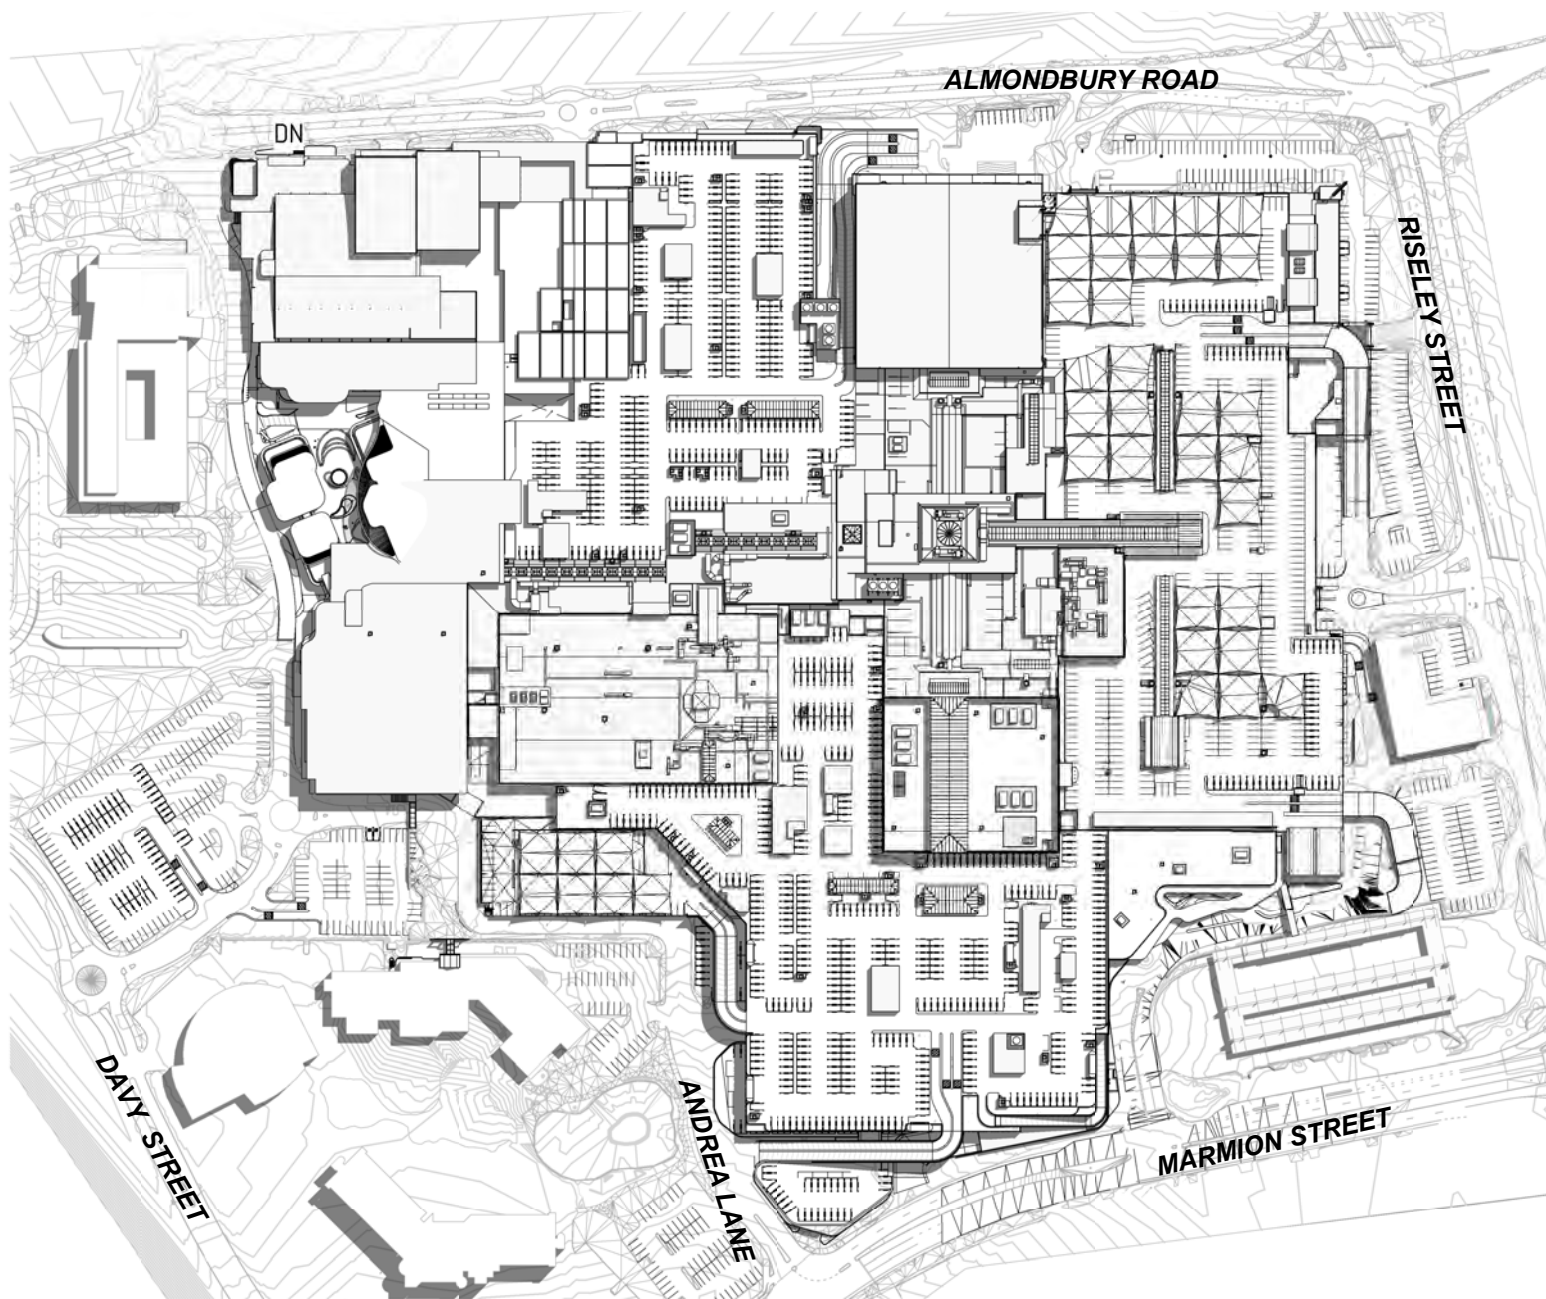 ALMONDBURY ROAD
DN
RISELEY STREET
DAVY STREET
ANDREA LANE
MARMION STREET